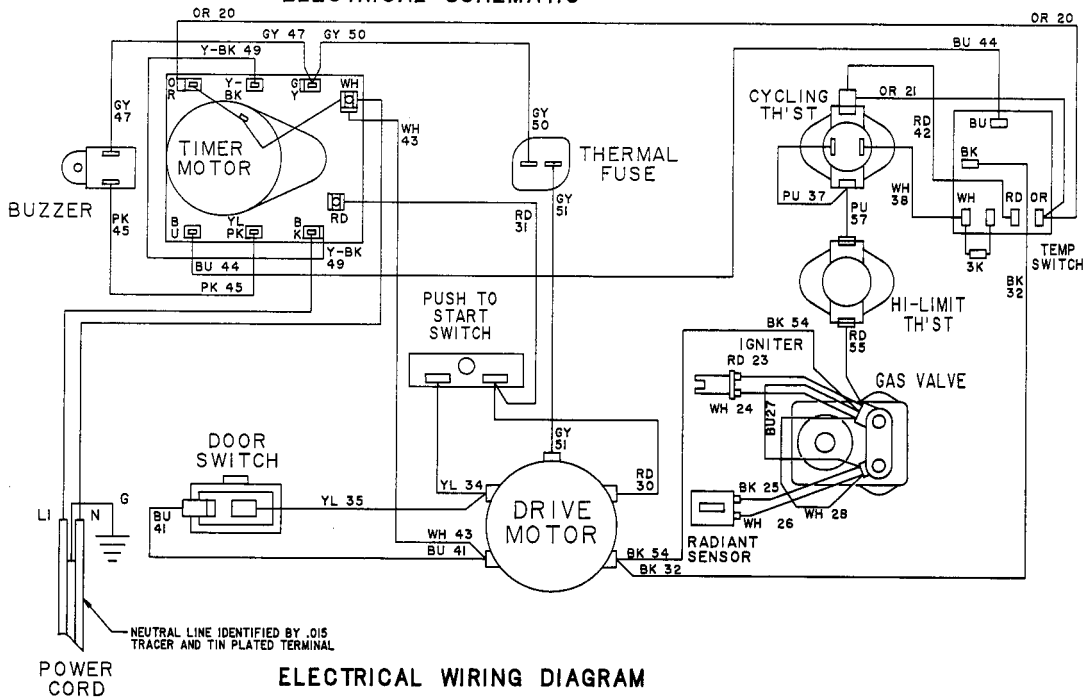 ELECTRICAL SCHEMATIC
OR 20
OR 20
GY 47
GY 50
Y-BK 49
BU 44
O
R
Y-
BK
G
Y
WH
CYCLING
TH'ST
OR 21
GY
47
WH
43
GY
50
RD
42
BU
BK
TIMER
MOTOR
THERMAL
FUSE
BUZZER
PU 37
WH
38
WH
RD
OR
PK
45
RD
RD
31
GY
51
PU
57
B
U
YL
PK
B
K
Y-BK
49
3K
TEMP
SWITCH
BU 44
PK 45
BK
32
PUSH TO
START
SWITCH
HI-LIMIT
TH'ST
BK 54
IGNITER
RD
55
RD 23
GAS VALVE
WH 24
BU27
DOOR
SWITCH
GY
51
YL 34
RD
30
YL 35
DRIVE
MOTOR
BK 25
WH 26
WH 28
L1
N
G
BU
41
WH 43
BU 41
BK 54
BK 32
RADIANT
SENSOR
NEUTRAL LINE IDENTIFIED BY .015
TRACER AND TIN PLATED TERMINAL
POWER
CORD
ELECTRICAL WIRING DIAGRAM